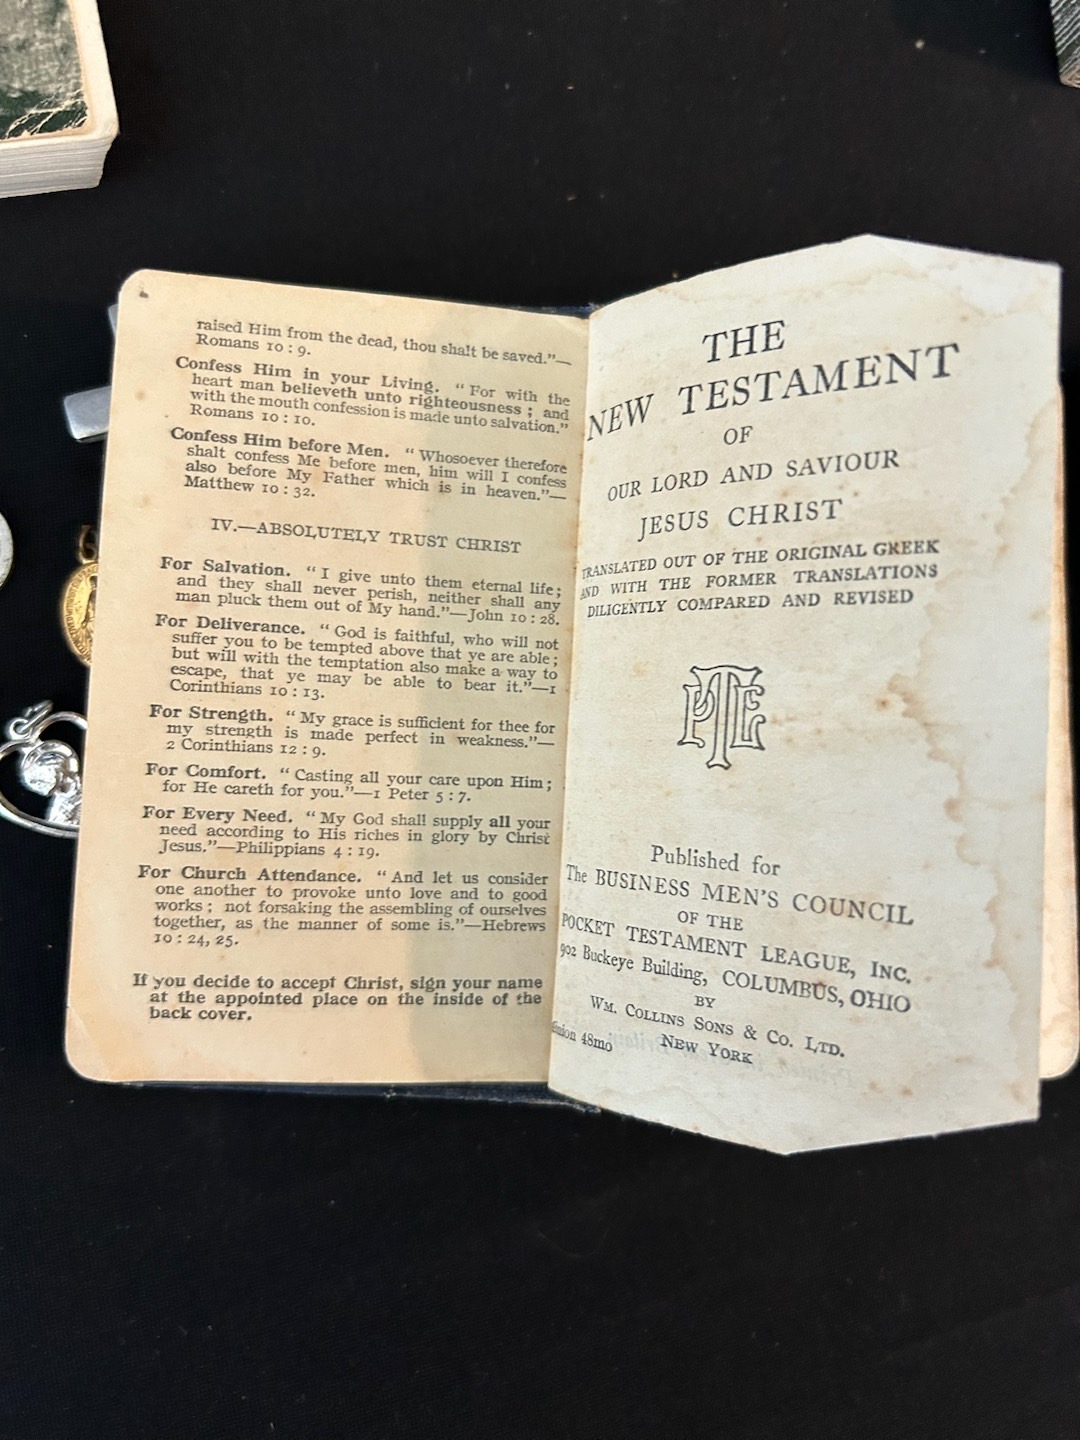 raised Him from the dead, thou shalt be saved."—
Romans 10 : 9.
Confess Him in your Living. "For with the
heart man believeth unto righteousness ; and
with the mouth confession is made unto salvation."
Romans 10 : 10.
Confess Him before Men. "Whosoever therefore
shalt confess Me before men, him will I confess
also before My Father which is in heaven."—
Matthew 10 : 32.
IV.—ABSOLUTELY TRUST CHRIST
For Salvation. "I give unto them eternal life;
and they shall never perish, neither shall any
man pluck them out of My hand."—John 10 : 28.
For Deliverance. "God is faithful, who will not
suffer you to be tempted above that ye are able ;
but will with the temptation also make a way to
escape, that ye may be able to bear it."—1
Corinthians 10 : 13.
For Strength. "My grace is sufficient for thee for
my strength is made perfect in weakness."—
2 Corinthians 12 : 9.
For Comfort. "Casting all your care upon Him ;
for He careth for you."—1 Peter 5 : 7.
For Every Need. "My God shall supply all your
need according to His riches in glory by Christ
Jesus."—Philippians 4 : 19.
For Church Attendance. "And let us consider
one another to provoke unto love and to good
works ; not forsaking the assembling of ourselves
together, as the manner of some is."—Hebrews
10 : 24, 25.
If you decide to accept Christ, sign your name
at the appointed place on the inside of the
back cover.
THE
NEW TESTAMENT
OF
OUR LORD AND SAVIOUR
JESUS CHRIST
TRANSLATED OUT OF THE ORIGINAL GREEK
AND WITH THE FORMER TRANSLATIONS
DILIGENTLY COMPARED AND REVISED
Published for
The BUSINESS MEN'S COUNCIL
OF THE
POCKET TESTAMENT LEAGUE, INC.
902 Buckeye Building, COLUMBUS, OHIO
BY
WM. COLLINS SONS & CO. LTD.
NEW YORK
48mo